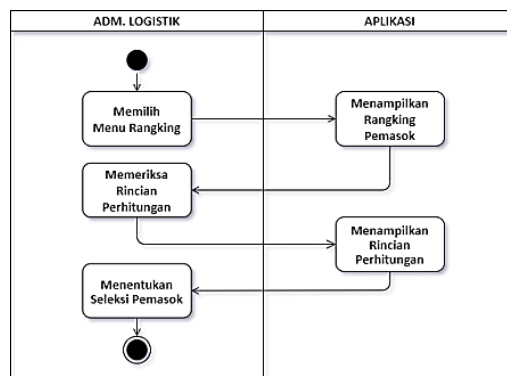 ADM. LOGISTIK
APLIKASI
Memilih
Menu Rangking
Menampilkan
Rangking
Pemasok
Memeriksa
Rincian
Perhitungan
Menampilkan
Rincian
Perhitungan
Menentukan
Seleksi Pemasok